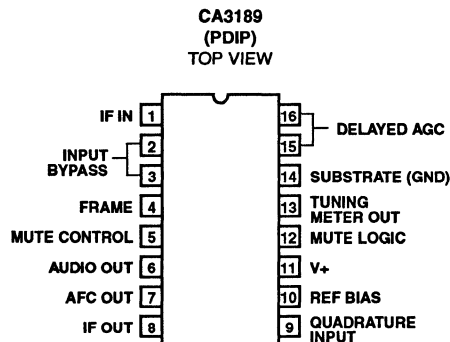 CA3189
(PDIP)
TOP VIEW
IF IN 1
INPUT
BYPASS
2
3
FRAME 4
MUTE CONTROL 5
AUDIO OUT 6
AFC OUT 7
IF OUT 8
16
15
DELAYED AGC
14 SUBSTRATE (GND)
13 TUNING
METER OUT
12 MUTE LOGIC
11 V+
10 REF BIAS
9 QUADRATURE
INPUT